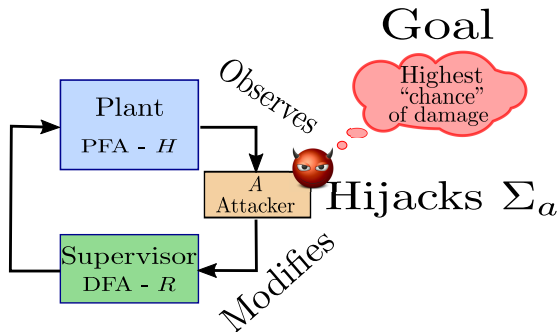 Goal
Highest
“chance”
of damage
Observes
Plant
PFA - H
A
Attacker
Hijacks Σₐ
Supervisor
DFA - R
Modifies